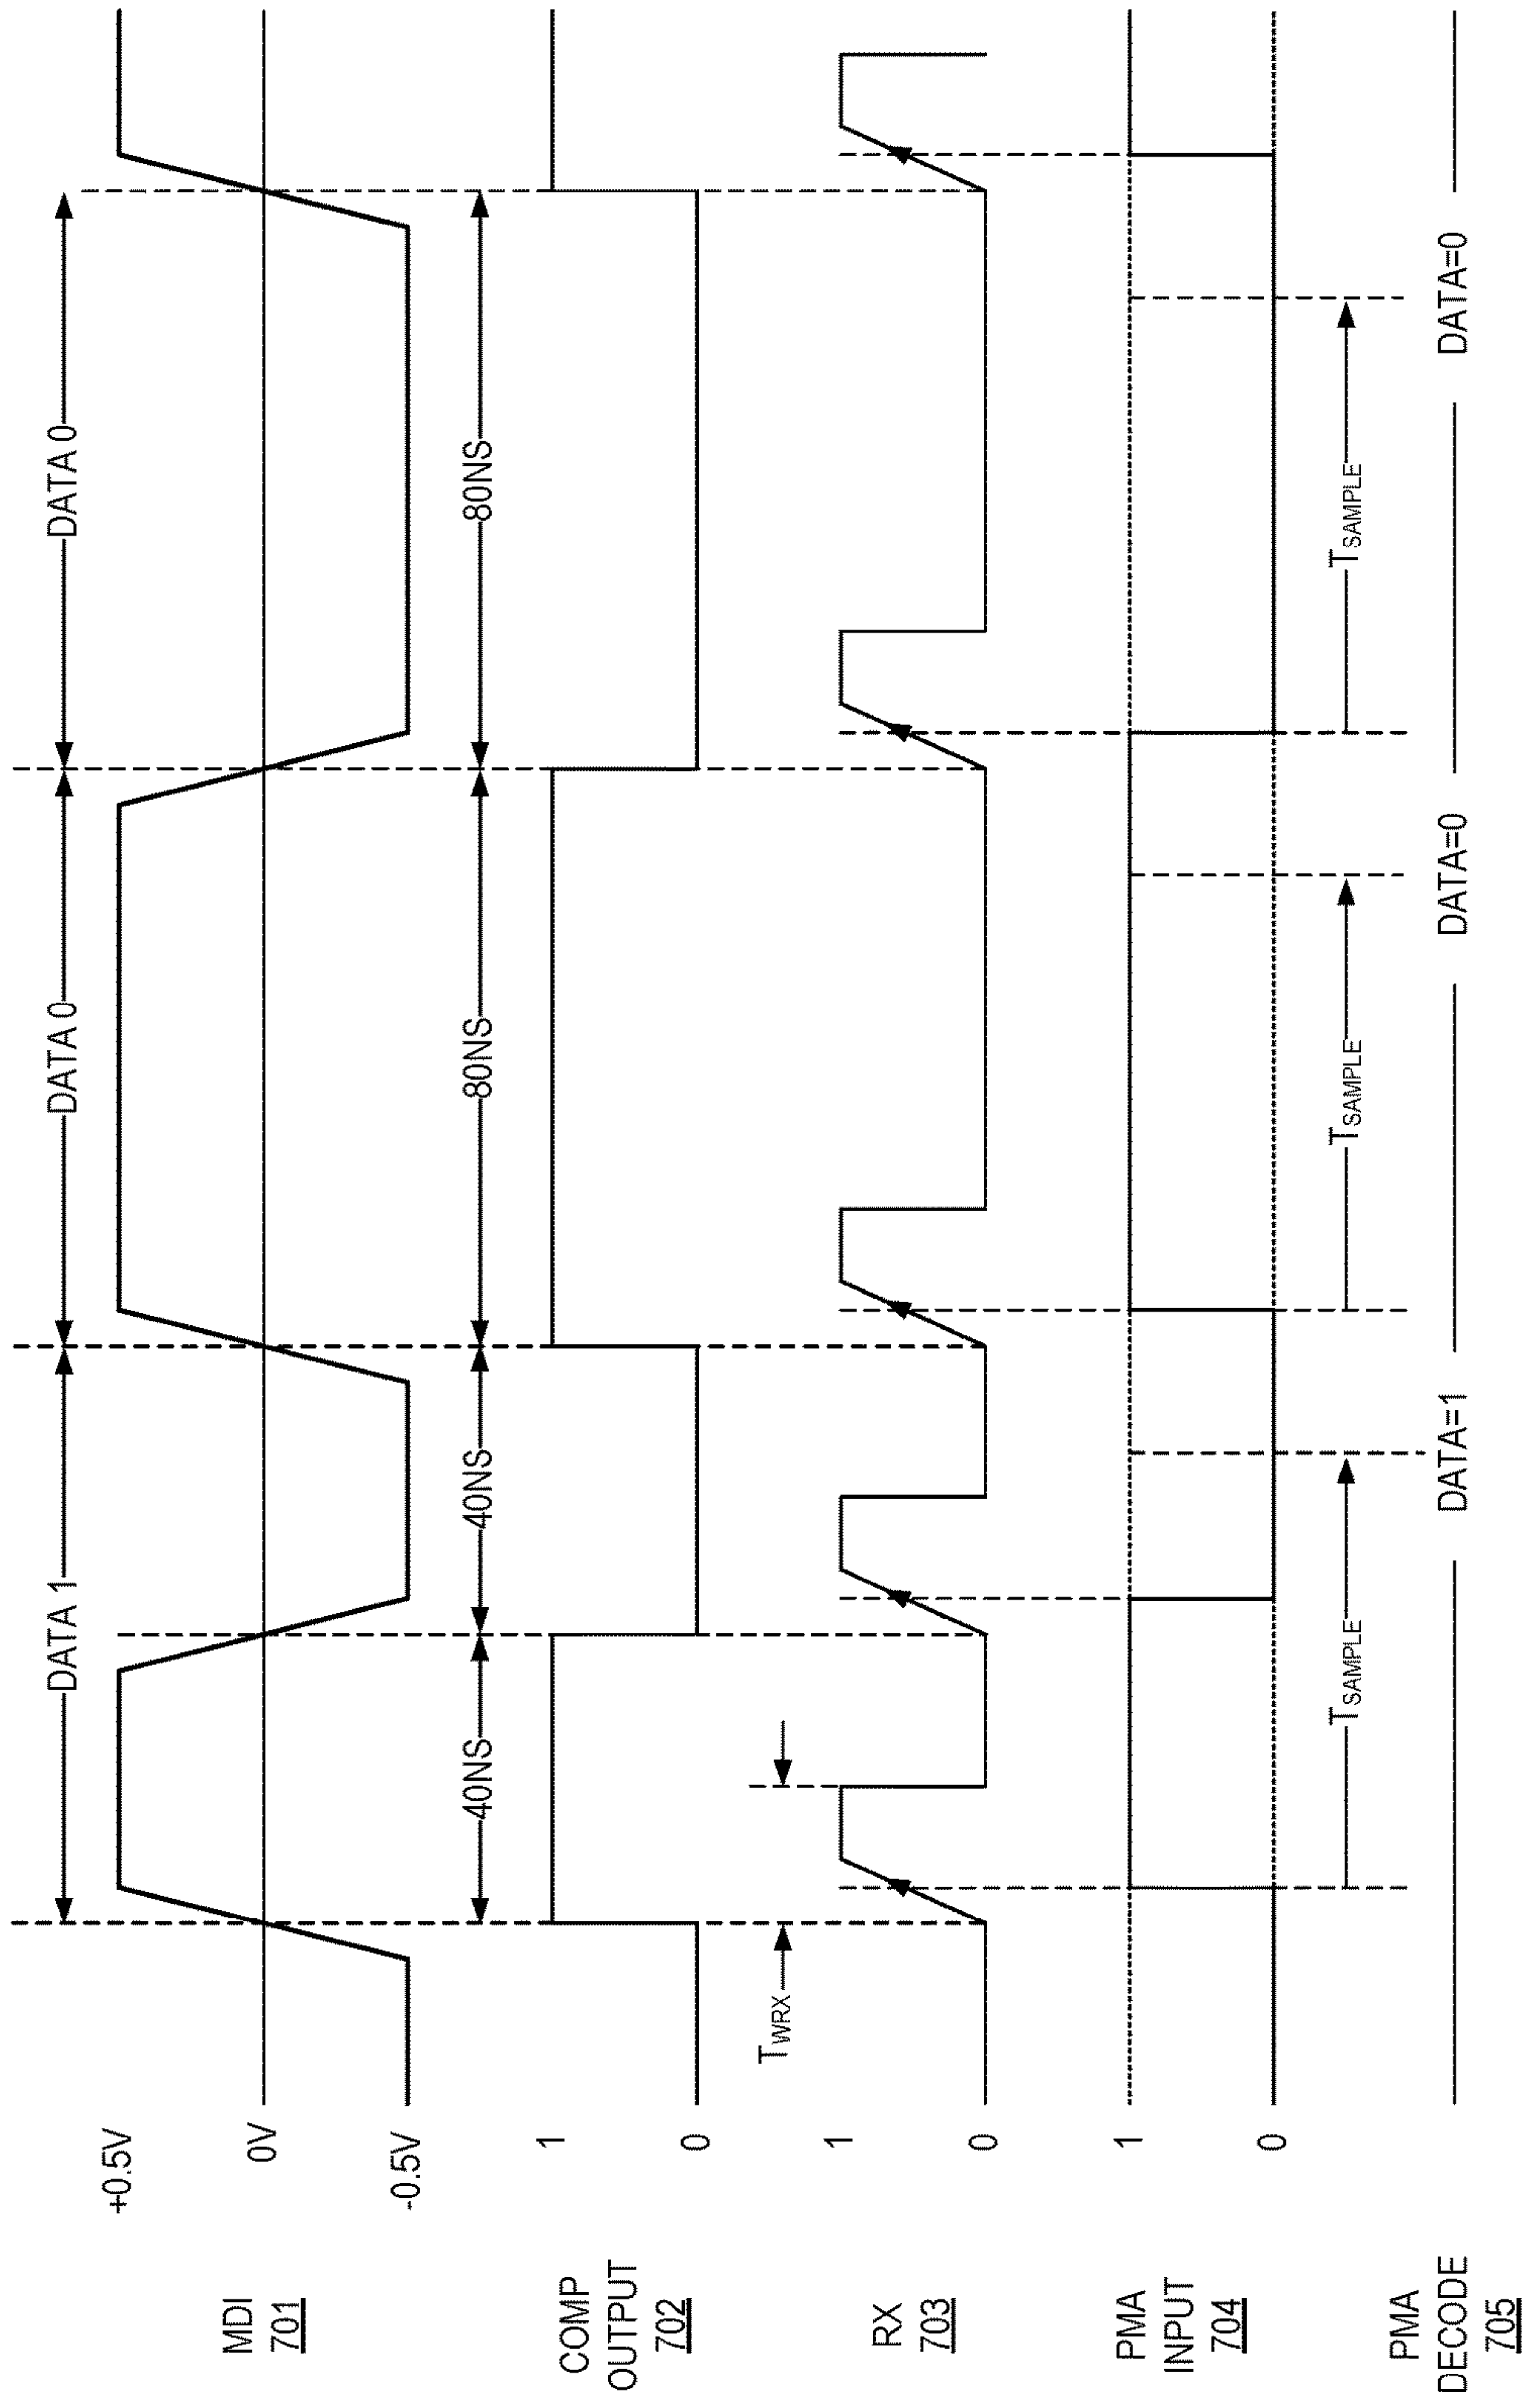 DATA 1
DATA 0
DATA 0
+0.5V
0V
-0.5V
MDI
701
40NS
40NS
80NS
80NS
1
0
COMP
OUTPUT
702
TWRX
1
0
RX
703
1
0
PMA
INPUT
704
TSAMPLE
TSAMPLE
TSAMPLE
PMA
DECODE
705
DATA=1
DATA=0
DATA=0